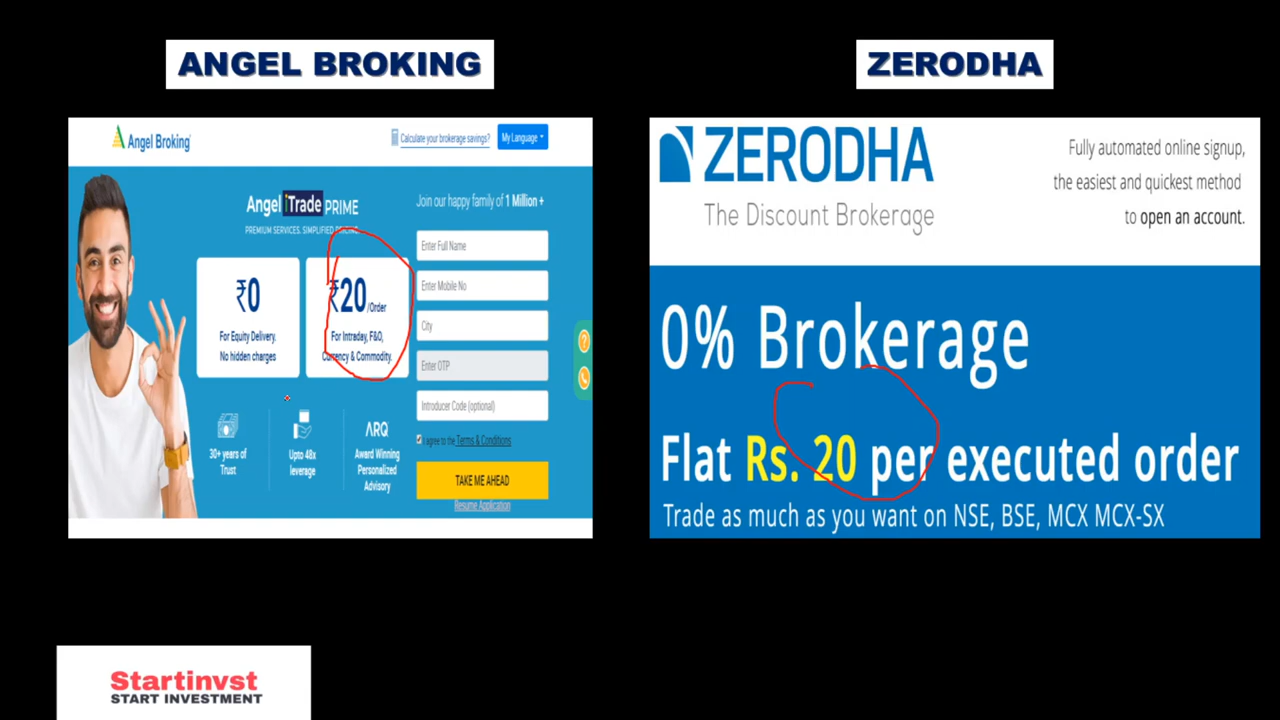 ANGEL BROKING
Angel Broking
Calculate your brokerage savings?
My Language
Angel iTrade PRIME
PREMIUM SERVICES. SIMPLIFIED PRICING.
Join our happy family of 1 Million +
₹0
For Equity Delivery.
No hidden charges
₹20/Order
For Intraday, F&O,
Currency & Commodity.
Enter Full Name
Enter Mobile No
City
Enter OTP
Introducer Code (optional)
I agree to the Terms & Conditions
30+ years of
Trust
Upto 48x
leverage
ARQ
Award Winning
Personalized
Advisory
TAKE ME AHEAD
Resume Application
ZERODHA
ZERODHA
The Discount Brokerage
Fully automated online signup,
the easiest and quickest method
to open an account.
0% Brokerage
Flat Rs. 20 per executed order
Trade as much as you want on NSE, BSE, MCX MCX-SX
Startinvst
START INVESTMENT